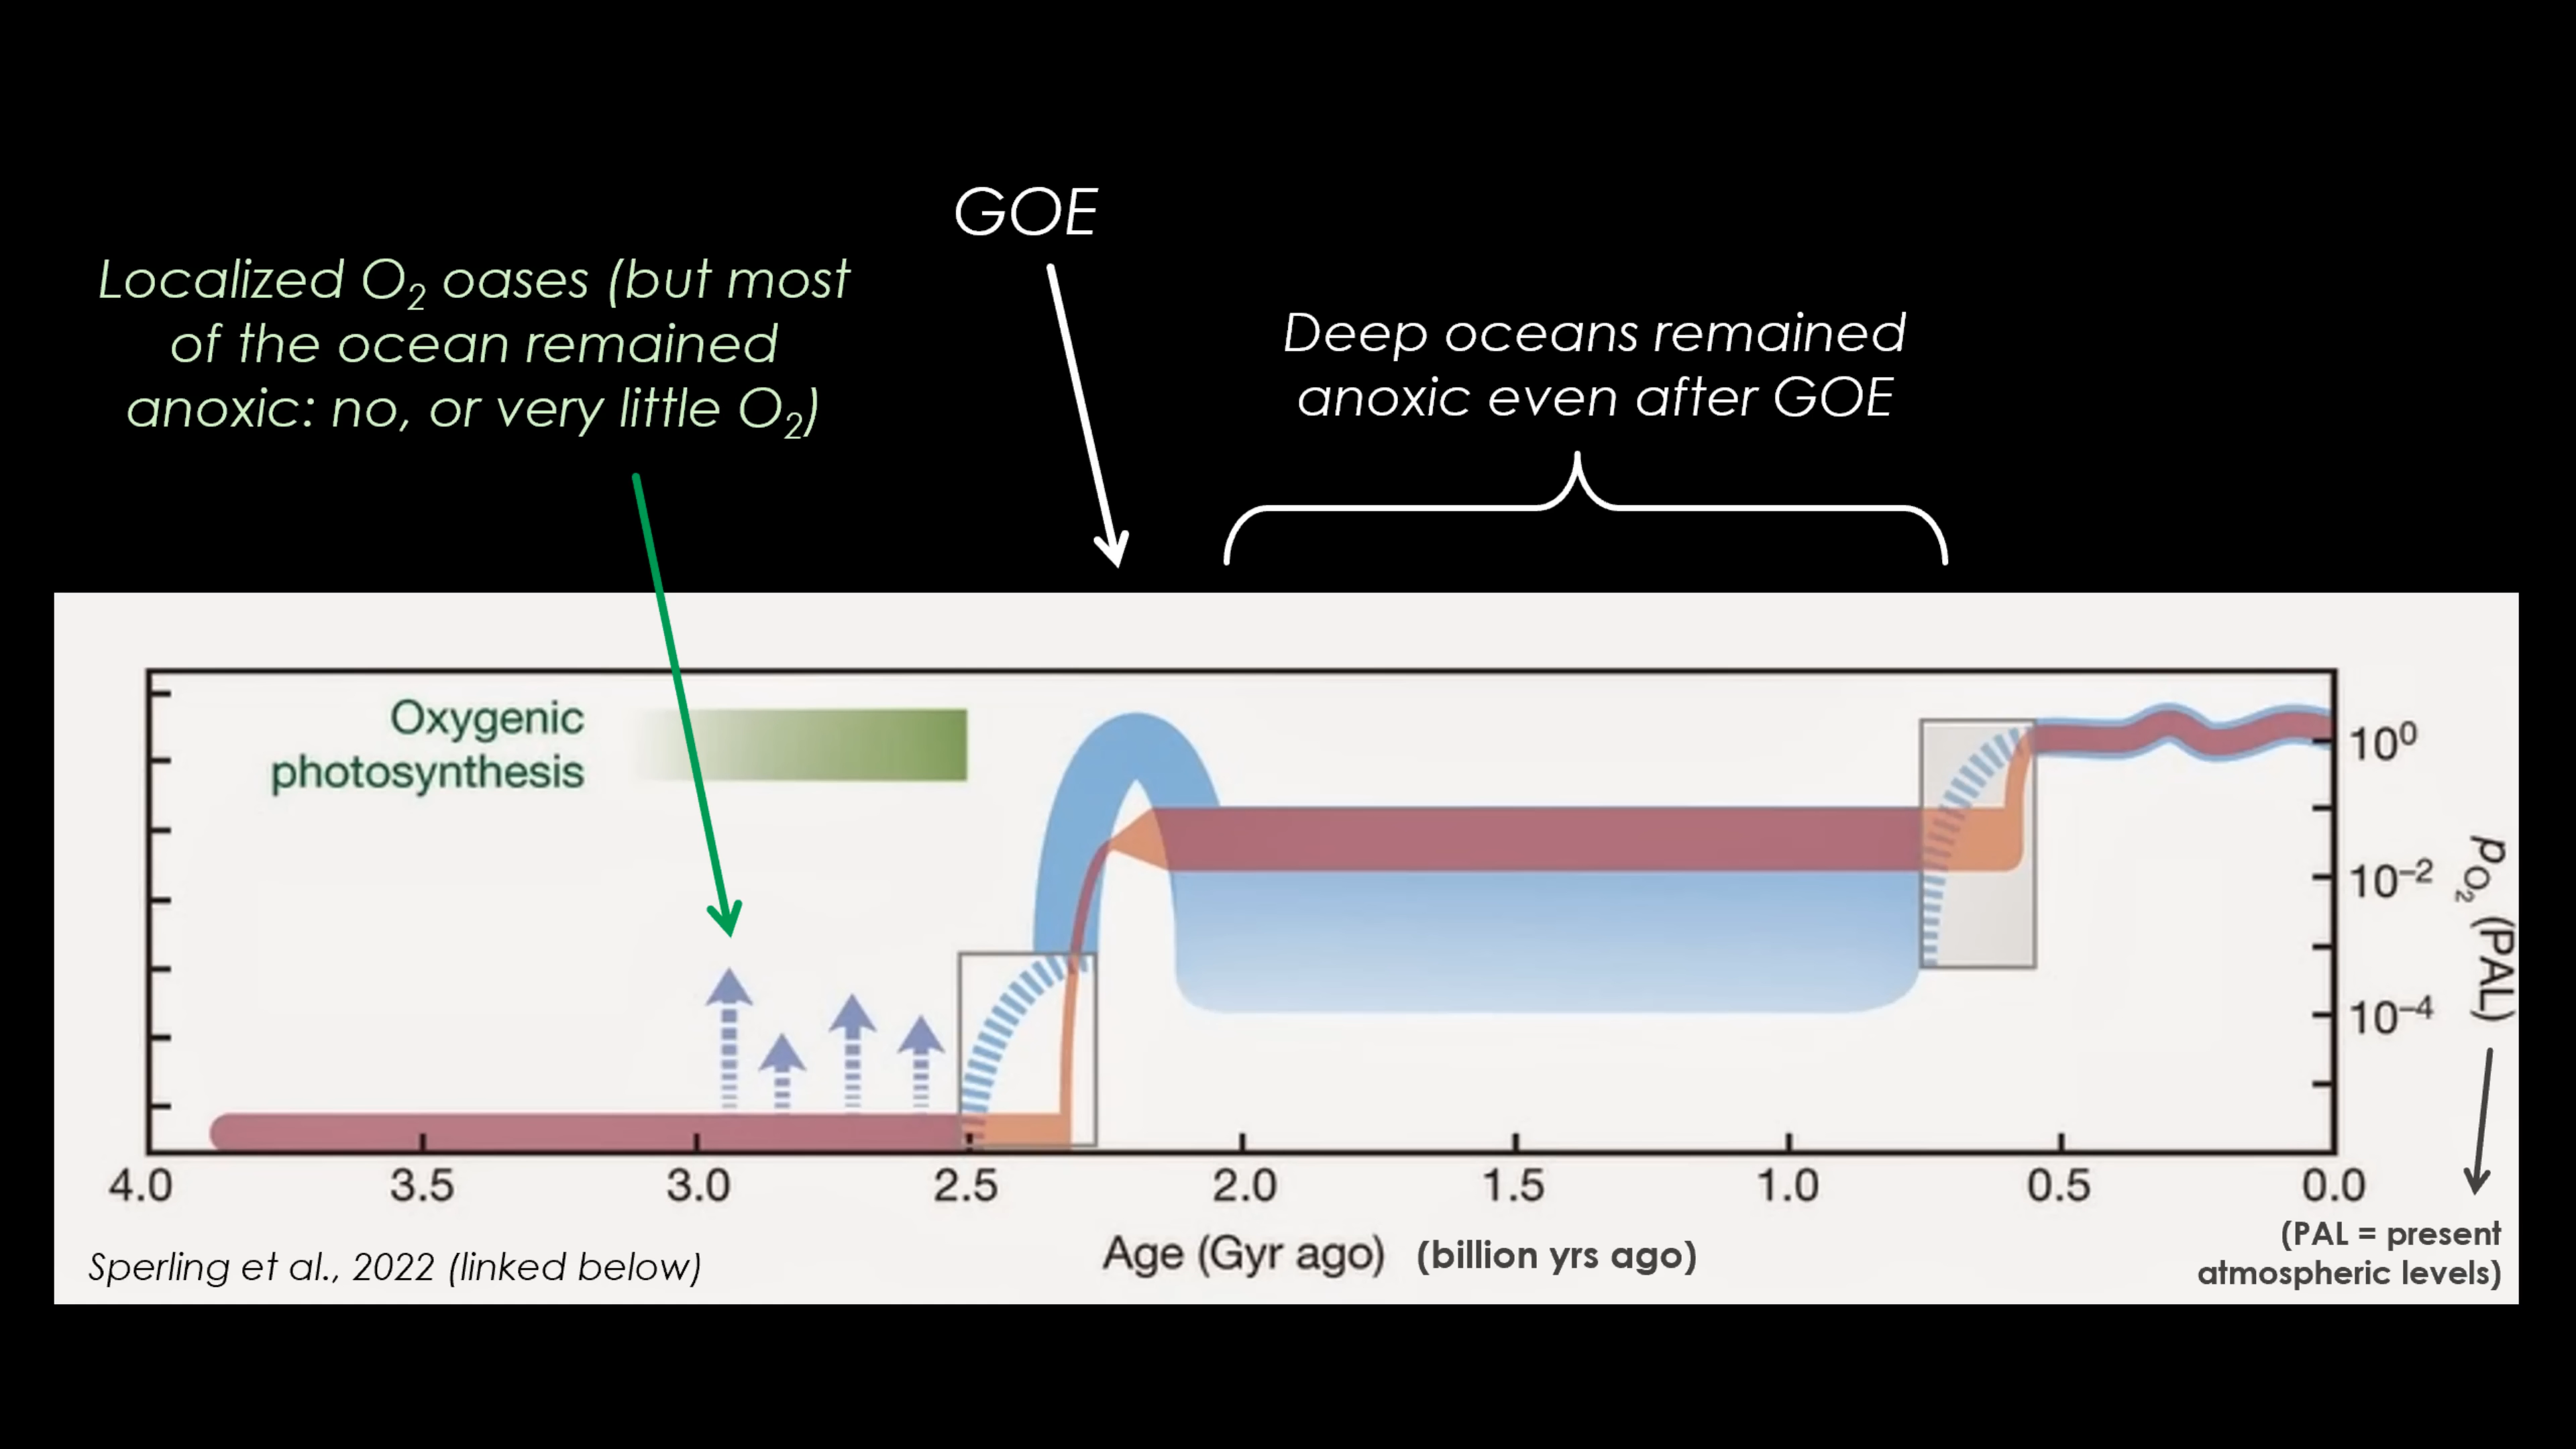 GOE
Localized O₂ oases (but most
of the ocean remained
anoxic: no, or very little O₂)
Deep oceans remained
anoxic even after GOE
Oxygenic
photosynthesis
10⁰
10⁻²
10⁻⁴
pO₂ (PAL)
4.0
3.5
3.0
2.5
2.0
1.5
1.0
0.5
0.0
Age (Gyr ago) (billion yrs ago)
(PAL = present
atmospheric levels)
Sperling et al., 2022 (linked below)